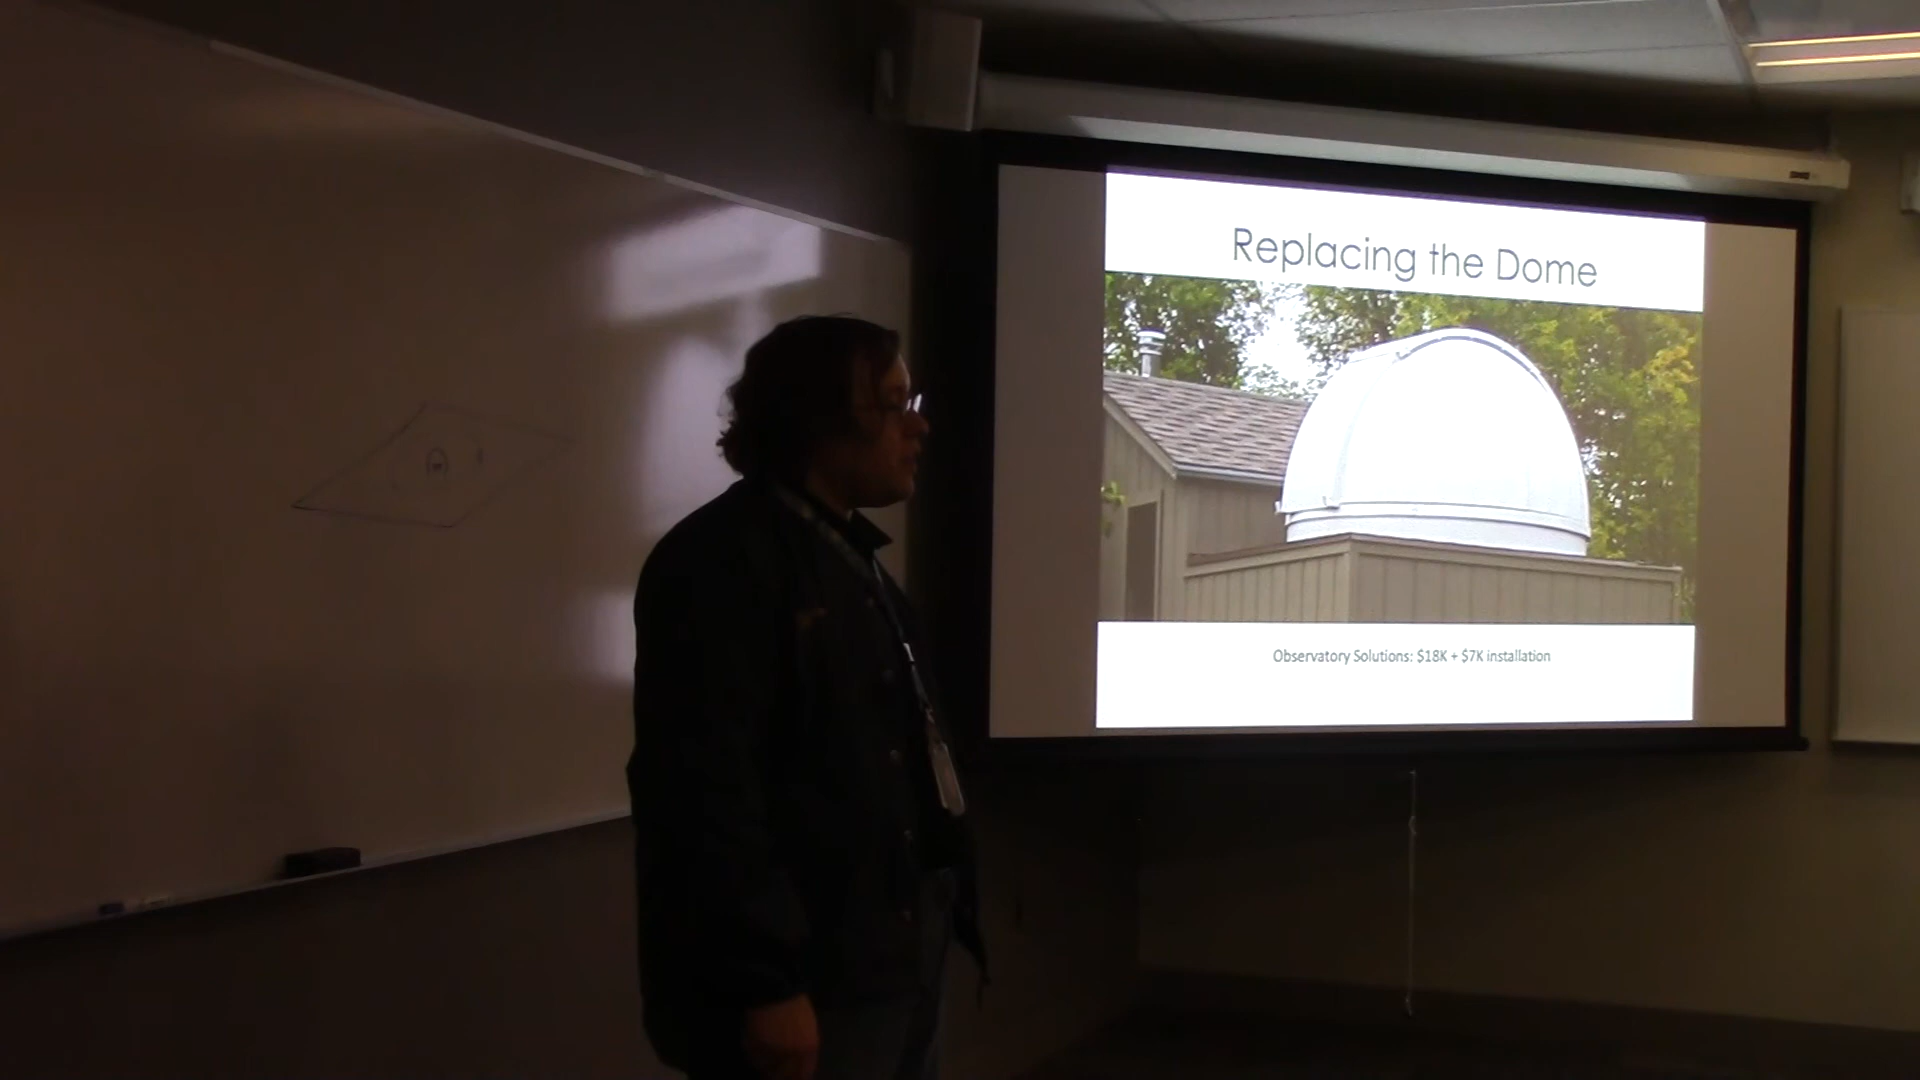 Replacing the Dome
Observatory Solutions: $18K + $7K installation